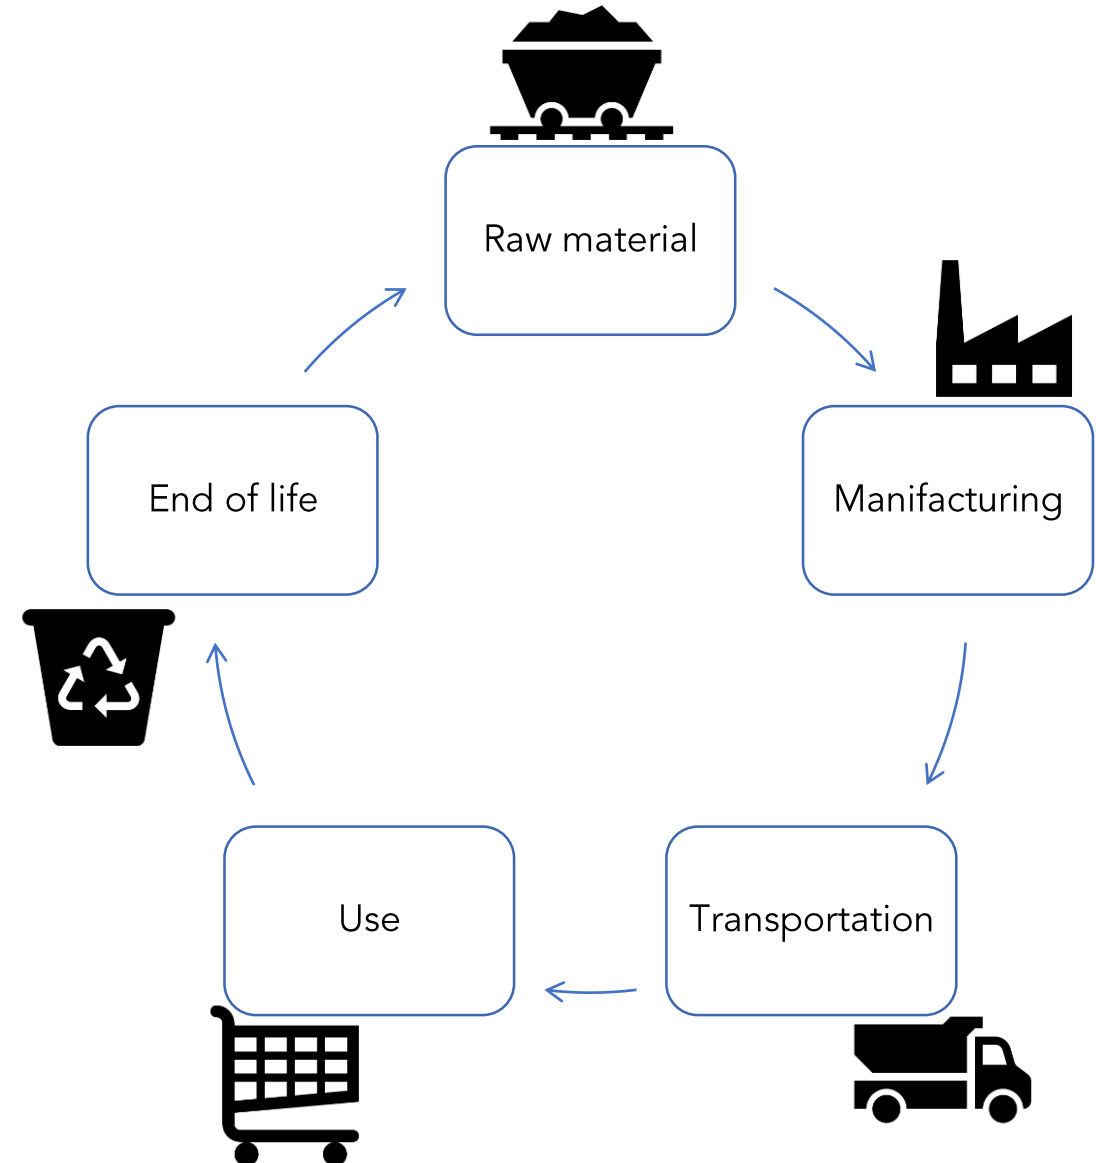 Raw material
Manifacturing
Transportation
Use
End of life